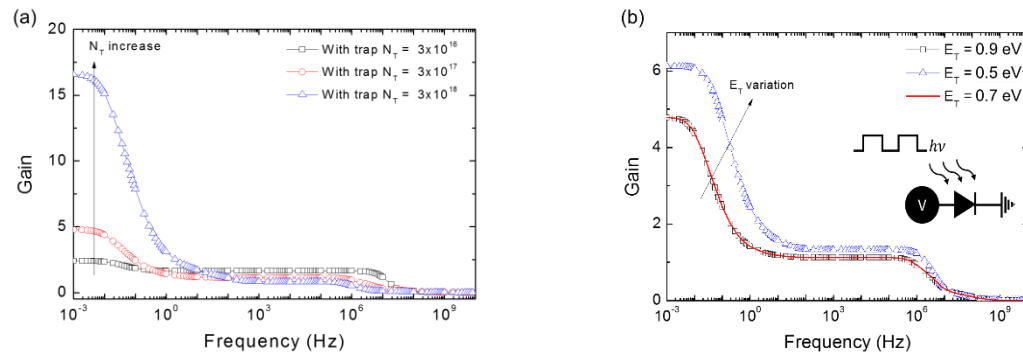 (a)
20
15
10
5
0
Gain
N_T increase
With trap N_T = 3x10^16
With trap N_T = 3x10^17
With trap N_T = 3x10^18
10^-3 10^0 10^3 10^6 10^9
Frequency (Hz)
(b)
6
4
2
0
Gain
E_T = 0.9 eV
E_T = 0.5 eV
E_T = 0.7 eV
E_T variation
hν
V
10^-3 10^0 10^3 10^6 10^9
Frequency (Hz)